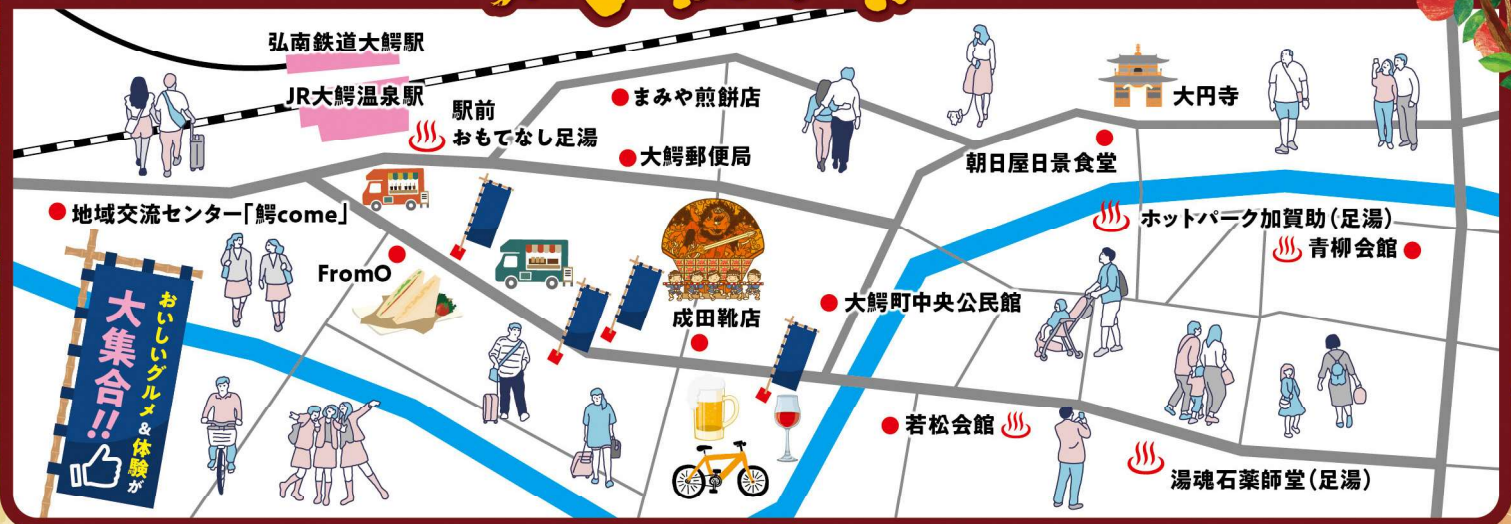 弘南鉄道大鰐駅
JR大鰐温泉駅
駅前
おもてなし足湯
まみや煎餅店
大鰐郵便局
大円寺
朝日屋日景食堂
地域交流センター「鰐come」
ホットパーク加賀助(足湯)
青柳会館
FromO
成田靴店
大鰐町中央公民館
おいしいグルメ&体験が
大集合!!
若松会館
湯魂石薬師堂(足湯)